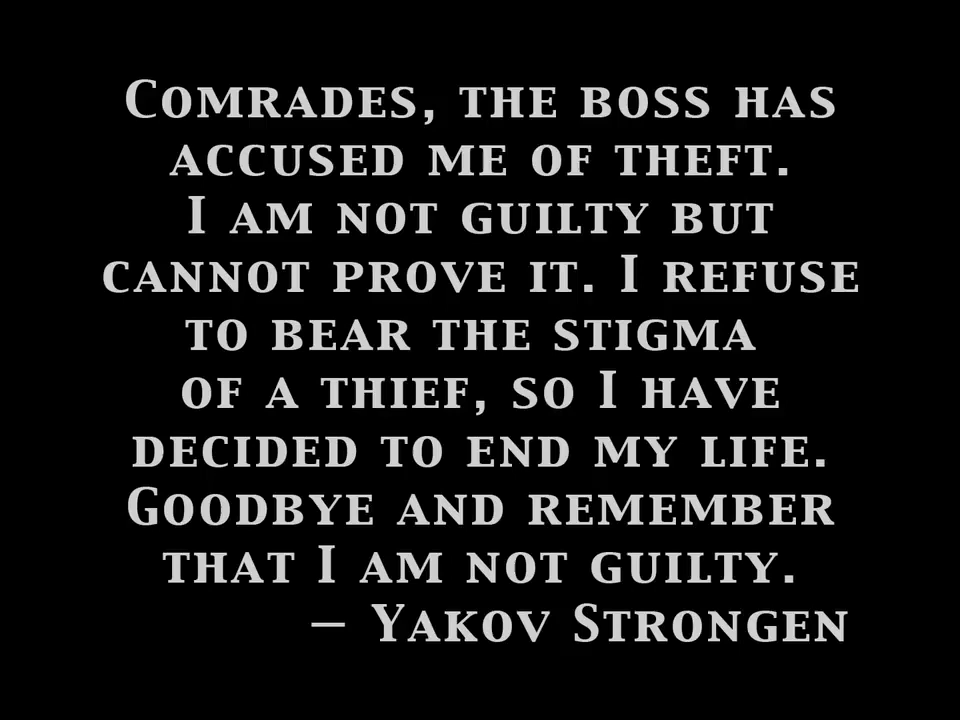 Comrades, the boss has
accused me of theft.
I am not guilty but
cannot prove it. I refuse
to bear the stigma
of a thief, so I have
decided to end my life.
Goodbye and remember
that I am not guilty.
– Yakov Strongen